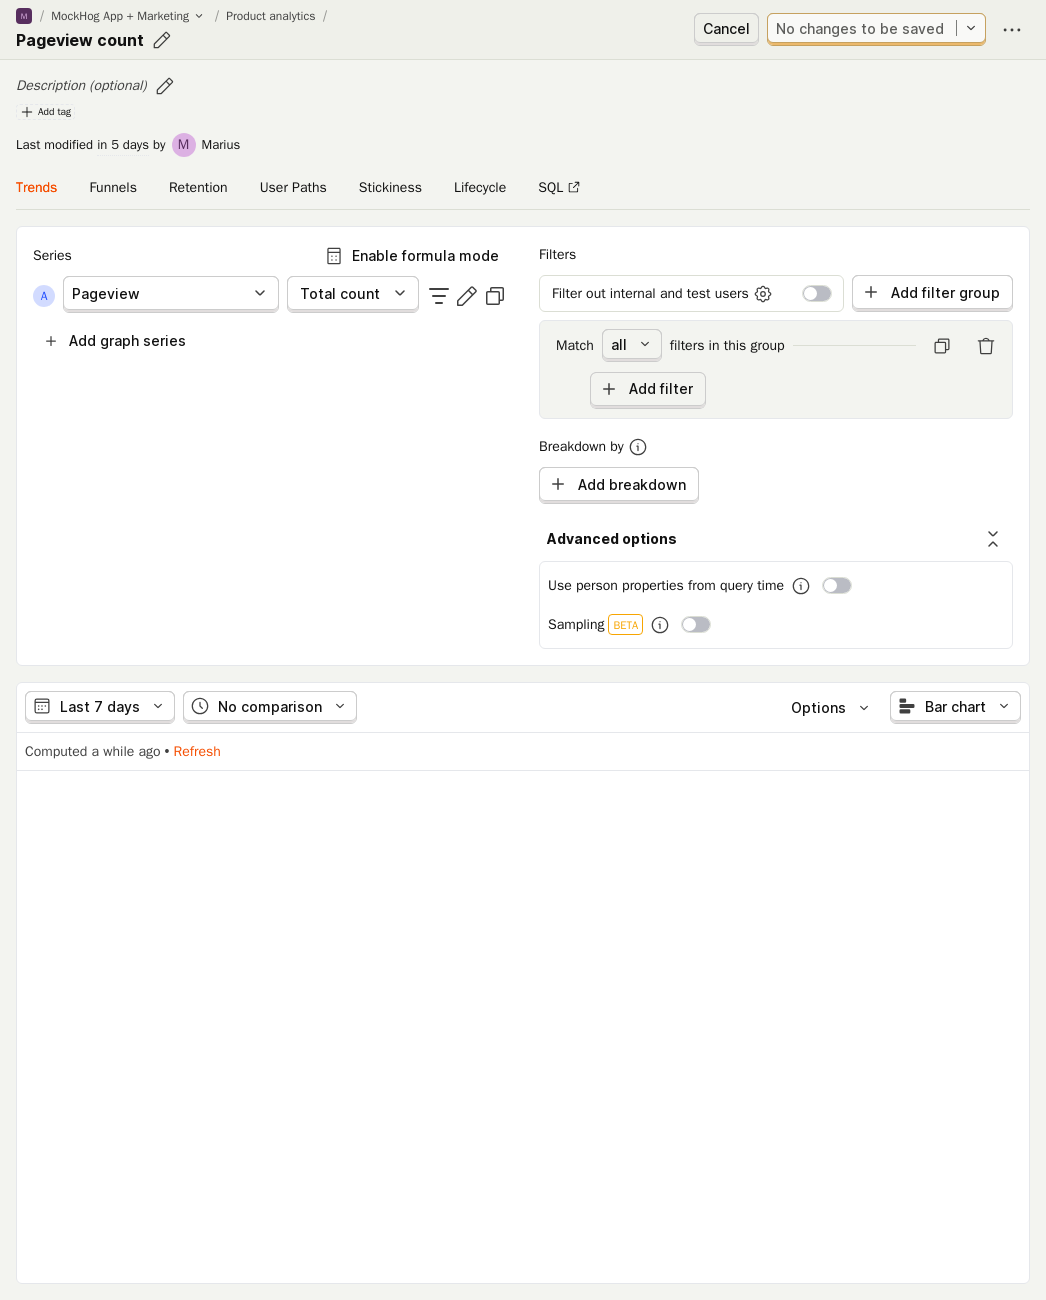 M / MockHog App + Marketing / Product analytics /
Pageview count
Cancel
No changes to be saved
Description (optional)
Add tag
Last modified in 5 days by M Marius
Trends Funnels Retention User Paths Stickiness Lifecycle SQL
Series
Enable formula mode
A Pageview Total count
Add graph series
Filters
Filter out internal and test users
Add filter group
Match all filters in this group
Add filter
Breakdown by
Add breakdown
Advanced options
Use person properties from query time
Sampling BETA
Last 7 days No comparison Options Bar chart
Computed a while ago • Refresh